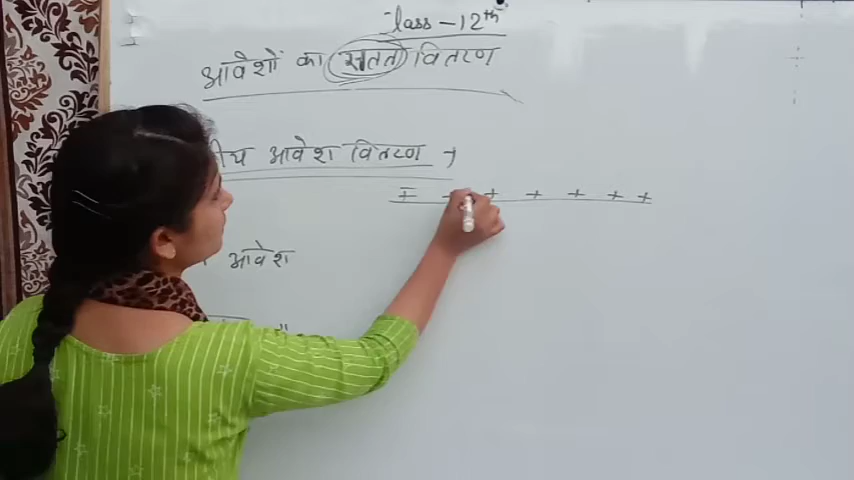 Class - 12th
आवेशों का सतत वितरण
आवेश वितरण →
+ + + + + + +
आवेश